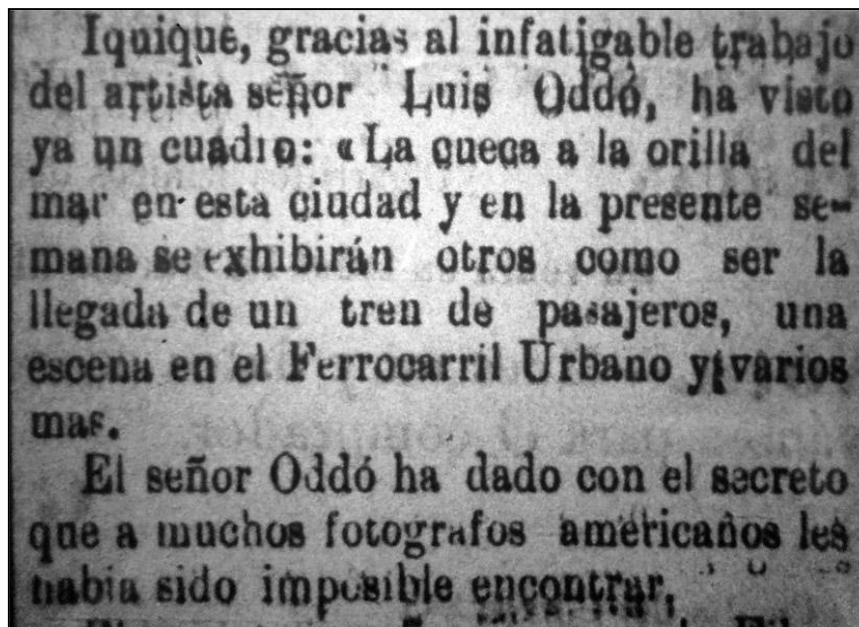 Iquique, gracias al infatigable trabajo
del artista señor Luis Oddó, ha visto
ya un cuadro: «La cueca a la orilla del
mar en esta ciudad y en la presente se-
mana se exhibirán otros como ser la
llegada de un tren de pasajeros, una
escena en el Ferrocarril Urbano y varios
mas.
El señor Oddó ha dado con el secreto
que a muchos fotografos americanos les
habia sido imposible encontrar.